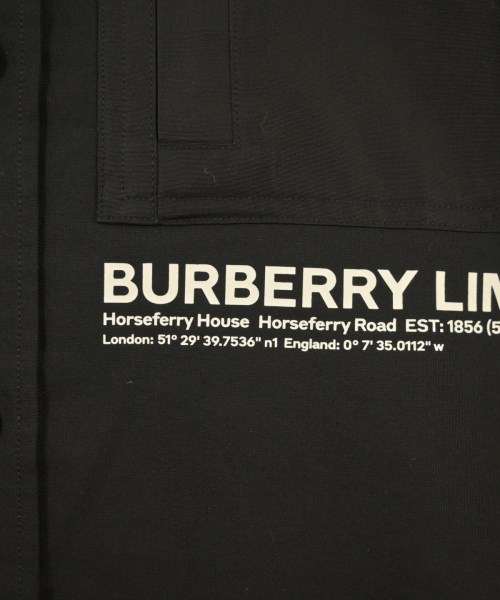 BURBERRY LIM
Horseferry House Horseferry Road EST: 1856 (5
London: 51° 29' 39.7536" n1 England: 0° 7' 35.0112" w